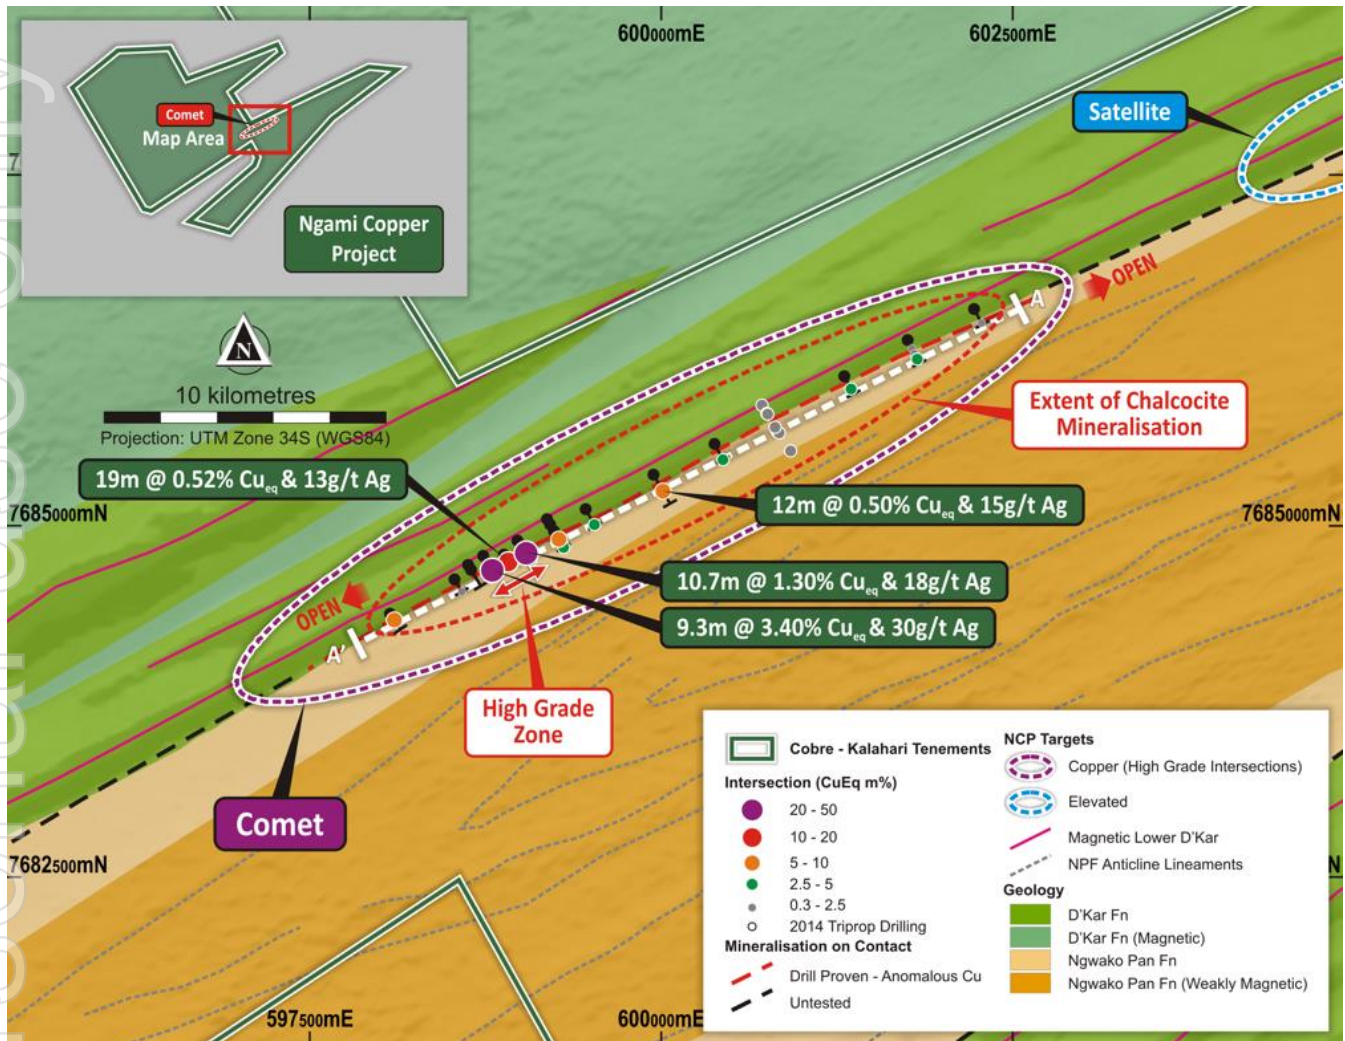 600000mE
602500mE
Comet
Map Area
Ngami Copper
Project
Satellite
OPEN
A
N
10 kilometres
Projection: UTM Zone 34S (WGS84)
Extent of Chalcocite
Mineralisation
19m @ 0.52% Cueq & 13g/t Ag
12m @ 0.50% Cueq & 15g/t Ag
7685000mN
7685000mN
10.7m @ 1.30% Cueq & 18g/t Ag
9.3m @ 3.40% Cueq & 30g/t Ag
OPEN
A'
High Grade
Zone
Comet
7682500mN
N
597500mE
600000mE
Cobre - Kalahari Tenements
Intersection (CuEq m%)
20 - 50
10 - 20
5 - 10
2.5 - 5
0.3 - 2.5
2014 Triprop Drilling
Mineralisation on Contact
Drill Proven - Anomalous Cu
Untested
NCP Targets
Copper (High Grade Intersections)
Elevated
Magnetic Lower D'Kar
NPF Anticline Lineaments
Geology
D'Kar Fn
D'Kar Fn (Magnetic)
Ngwako Pan Fn
Ngwako Pan Fn (Weakly Magnetic)